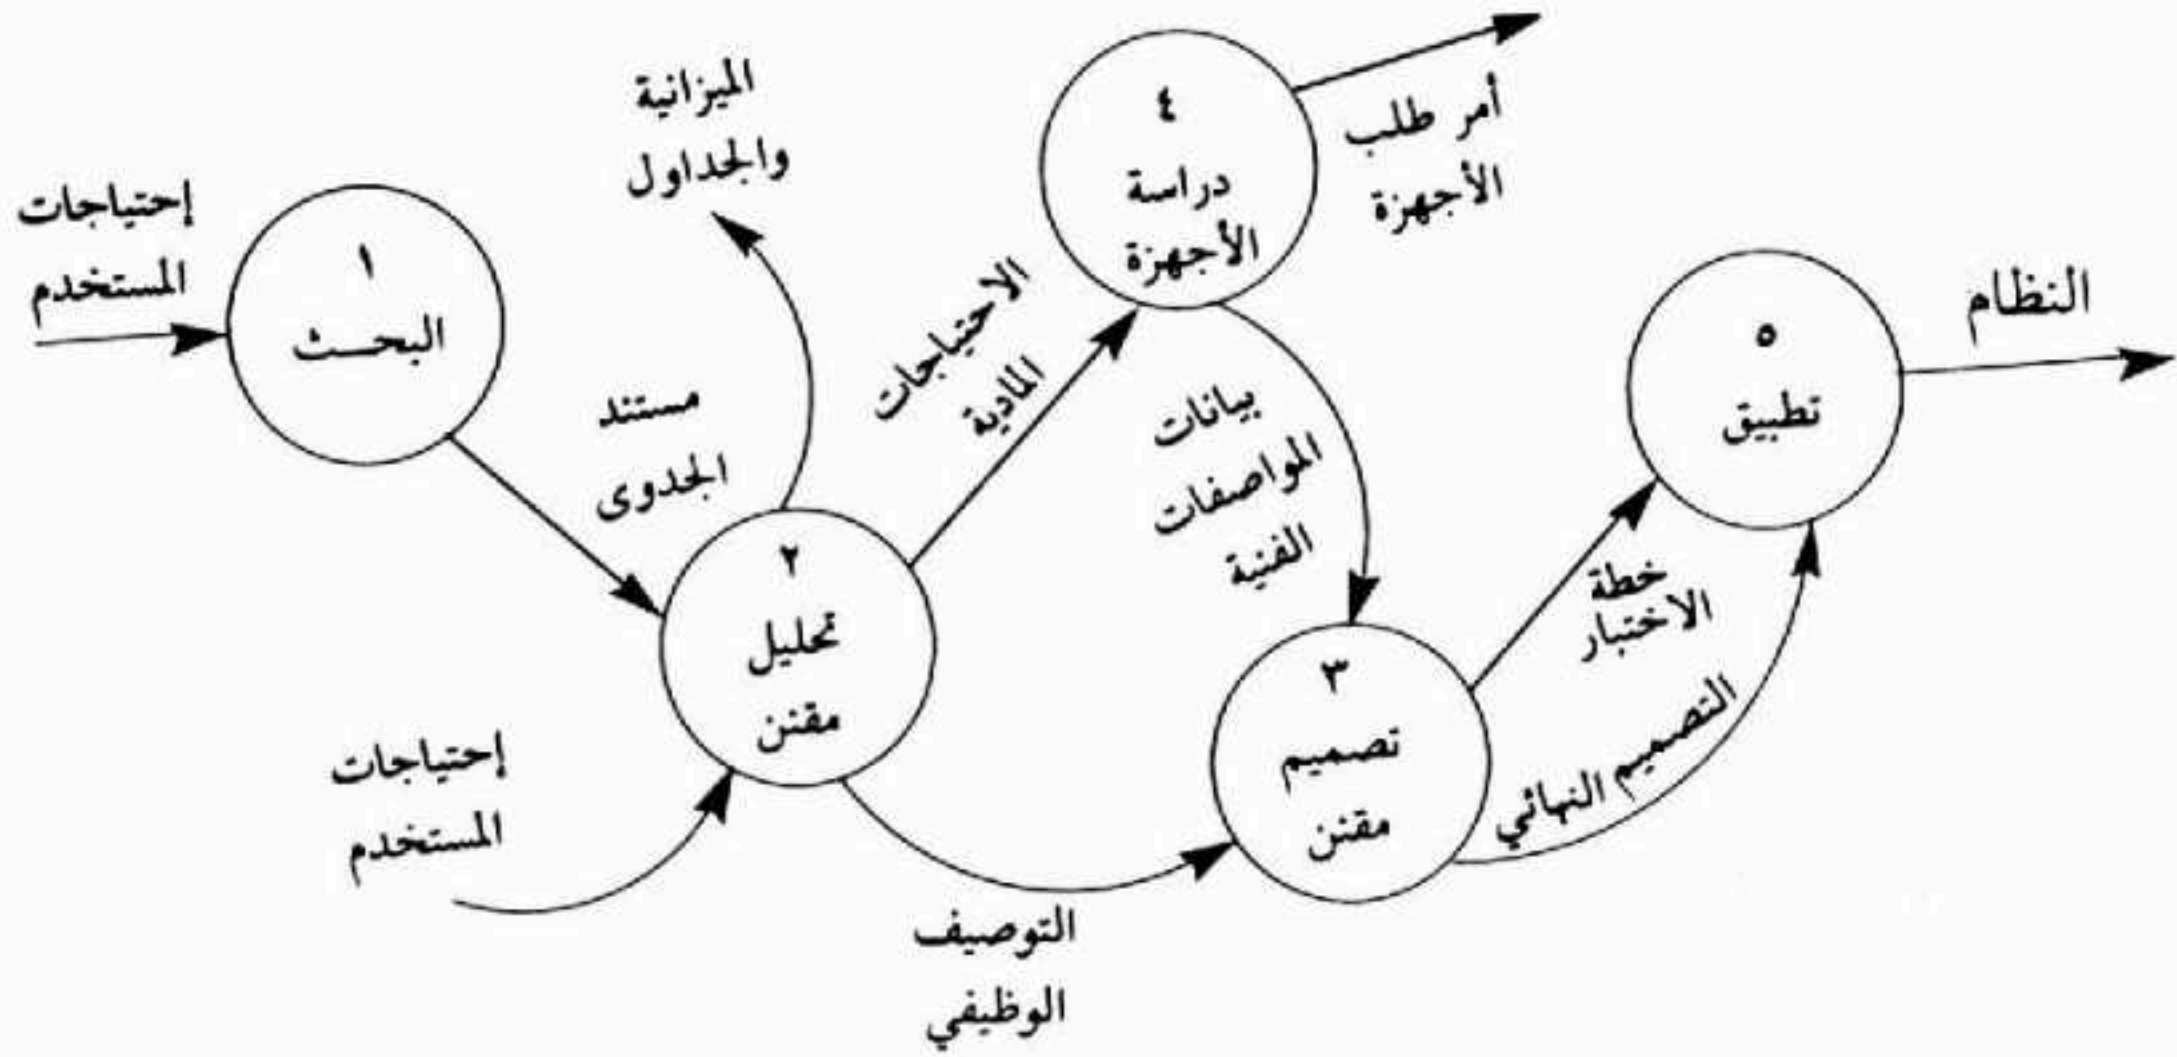 إحتياجات
المستخدم
١
البحـــث
مستند
الجدوى
الميزانية
والجداول
٢
تحليل
مقنن
إحتياجات
المستخدم
الاحتياجات
المادية
٤
دراسة
الأجهزة
أمر طلب
الأجهزة
بيانات
المواصفات
الفنية
التوصيف
الوظيفي
٣
تصميم
مقنن
خطة
الاختبار
التصميم النهائي
٥
تطبيق
النظام